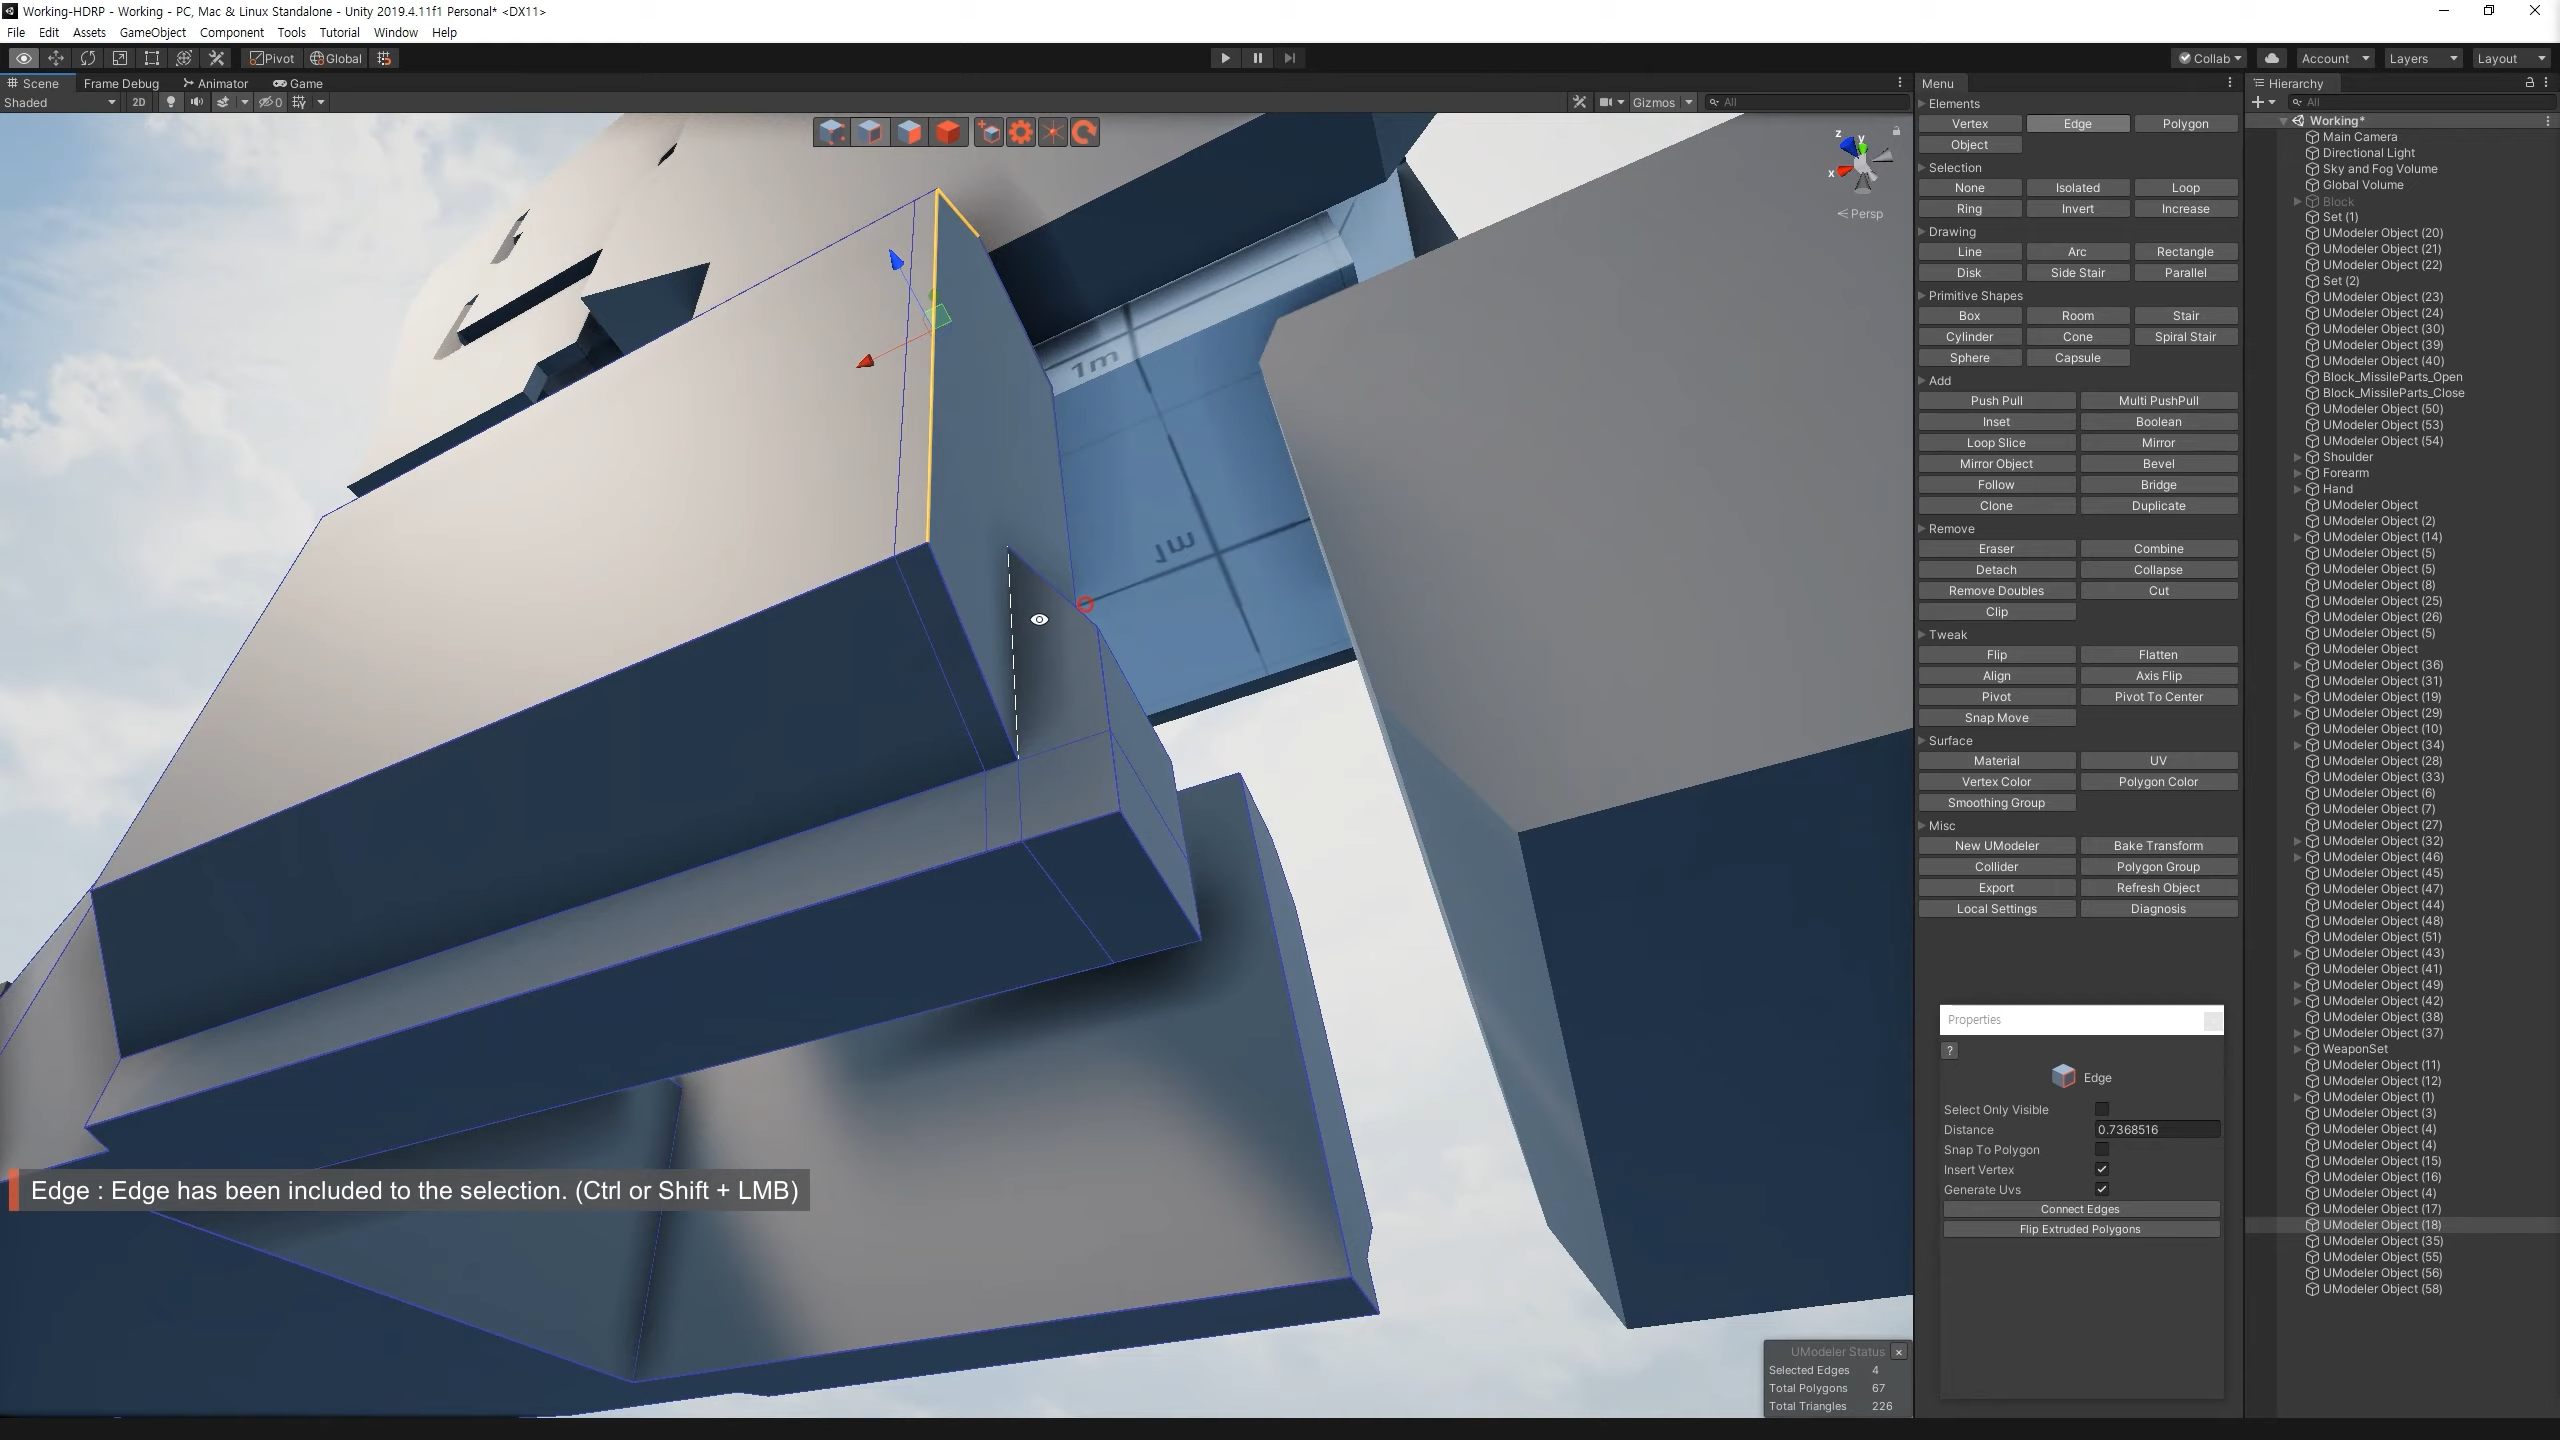 Working-HDRP - Working - PC, Mac & Linux Standalone - Unity 2019.4.11f1 Personal* <DX11>
File Edit Assets GameObject Component Tools Tutorial Window Help
Pivot Global Collab Account Layers Layout
Scene Frame Debug Animator Game
Shaded 2D 0 Gizmos All
z y x
Persp
1m
1m
Edge : Edge has been included to the selection. (Ctrl or Shift + LMB)
UModeler Status
Selected Edges 4
Total Polygons 67
Total Triangles 226
Menu
Elements
Vertex Edge Polygon
Object
Selection
None Isolated Loop
Ring Invert Increase
Drawing
Line Arc Rectangle
Disk Side Stair Parallel
Primitive Shapes
Box Room Stair
Cylinder Cone Spiral Stair
Sphere Capsule
Add
Push Pull Multi PushPull
Inset Boolean
Loop Slice Mirror
Mirror Object Bevel
Follow Bridge
Clone Duplicate
Remove
Eraser Combine
Detach Collapse
Remove Doubles Cut
Clip
Tweak
Flip Flatten
Align Axis Flip
Pivot Pivot To Center
Snap Move
Surface
Material UV
Vertex Color Polygon Color
Smoothing Group
Misc
New UModeler Bake Transform
Collider Polygon Group
Export Refresh Object
Local Settings Diagnosis
Properties
?
Edge
Select Only Visible
Distance 0.7368516
Snap To Polygon
Insert Vertex
Generate Uvs
Connect Edges
Flip Extruded Polygons
Hierarchy
All
Working*
Main Camera
Directional Light
Sky and Fog Volume
Global Volume
Block
Set (1)
UModeler Object (20)
UModeler Object (21)
UModeler Object (22)
Set (2)
UModeler Object (23)
UModeler Object (24)
UModeler Object (30)
UModeler Object (39)
UModeler Object (40)
Block_MissileParts_Open
Block_MissileParts_Close
UModeler Object (50)
UModeler Object (53)
UModeler Object (54)
Shoulder
Forearm
Hand
UModeler Object
UModeler Object (2)
UModeler Object (14)
UModeler Object (5)
UModeler Object (5)
UModeler Object (8)
UModeler Object (25)
UModeler Object (26)
UModeler Object (5)
UModeler Object
UModeler Object (36)
UModeler Object (31)
UModeler Object (19)
UModeler Object (29)
UModeler Object (10)
UModeler Object (34)
UModeler Object (28)
UModeler Object (33)
UModeler Object (6)
UModeler Object (7)
UModeler Object (27)
UModeler Object (32)
UModeler Object (46)
UModeler Object (45)
UModeler Object (47)
UModeler Object (44)
UModeler Object (48)
UModeler Object (51)
UModeler Object (43)
UModeler Object (41)
UModeler Object (49)
UModeler Object (42)
UModeler Object (38)
UModeler Object (37)
WeaponSet
UModeler Object (11)
UModeler Object (12)
UModeler Object (1)
UModeler Object (3)
UModeler Object (4)
UModeler Object (4)
UModeler Object (15)
UModeler Object (16)
UModeler Object (4)
UModeler Object (17)
UModeler Object (18)
UModeler Object (35)
UModeler Object (55)
UModeler Object (56)
UModeler Object (58)